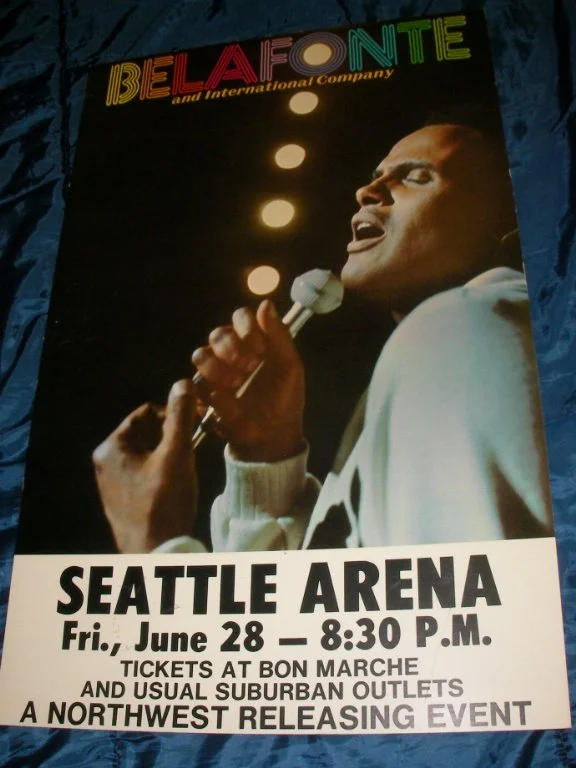 BELAFONTE
and International Company
SEATTLE ARENA
Fri., June 28 — 8:30 P.M.
TICKETS AT BON MARCHE
AND USUAL SUBURBAN OUTLETS
A NORTHWEST RELEASING EVENT